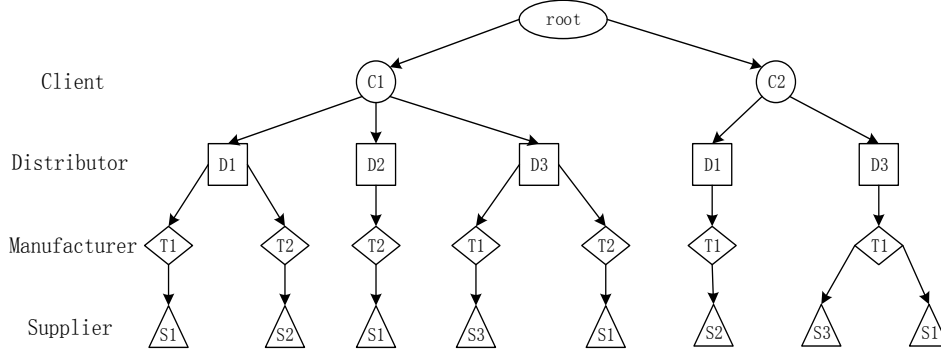 root
Client C1 C2
Distributor D1 D2 D3 D1 D3
Manufacturer T1 T2 T2 T1 T2 T1 T1
Supplier S1 S2 S1 S3 S1 S2 S3 S1